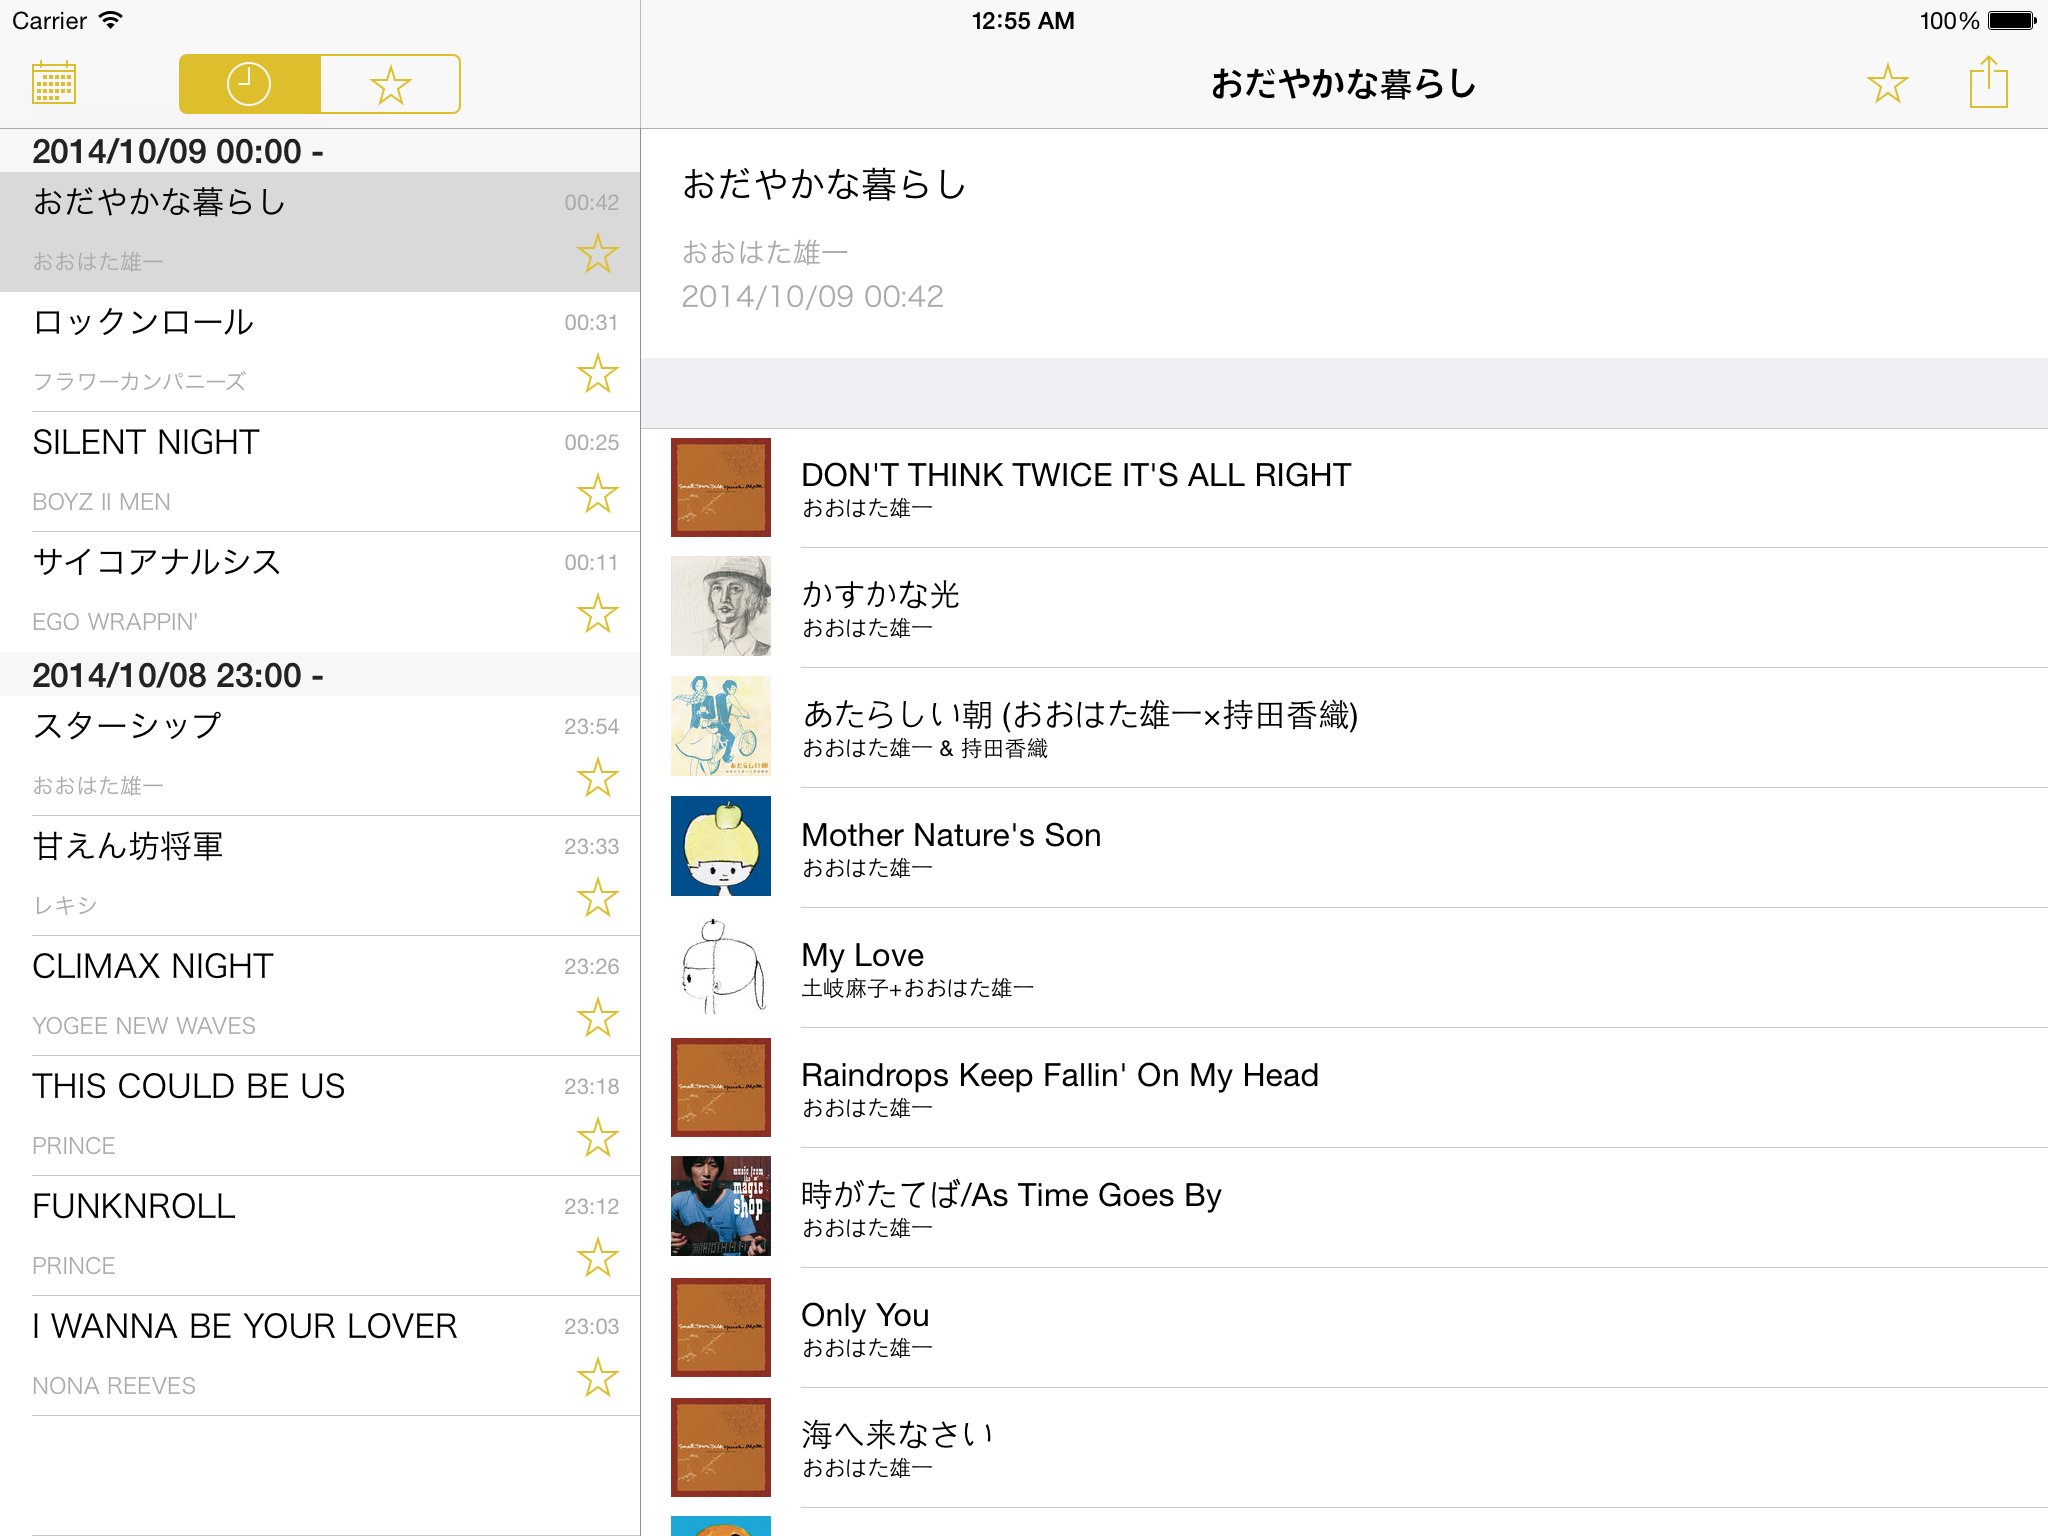 Carrier
12:55 AM
100%
2014/10/09 00:00 -
おだやかな暮らし
00:42
おおはた雄一
ロックンロール
00:31
フラワーカンパニーズ
SILENT NIGHT
00:25
BOYZ II MEN
サイコアナルシス
00:11
EGO WRAPPIN'
2014/10/08 23:00 -
スターシップ
23:54
おおはた雄一
甘えん坊将軍
23:33
レキシ
CLIMAX NIGHT
23:26
YOGEE NEW WAVES
THIS COULD BE US
23:18
PRINCE
FUNKNROLL
23:12
PRINCE
I WANNA BE YOUR LOVER
23:03
NONA REEVES
おだやかな暮らし
おだやかな暮らし
おおはた雄一
2014/10/09 00:42
DON'T THINK TWICE IT'S ALL RIGHT
おおはた雄一
かすかな光
おおはた雄一
あたらしい朝 (おおはた雄一×持田香織)
おおはた雄一 & 持田香織
あたらしい朝
Mother Nature's Son
おおはた雄一
My Love
土岐麻子+おおはた雄一
Raindrops Keep Fallin' On My Head
おおはた雄一
music from
the
magic
shop
時がたてば/As Time Goes By
おおはた雄一
Only You
おおはた雄一
海へ来なさい
おおはた雄一